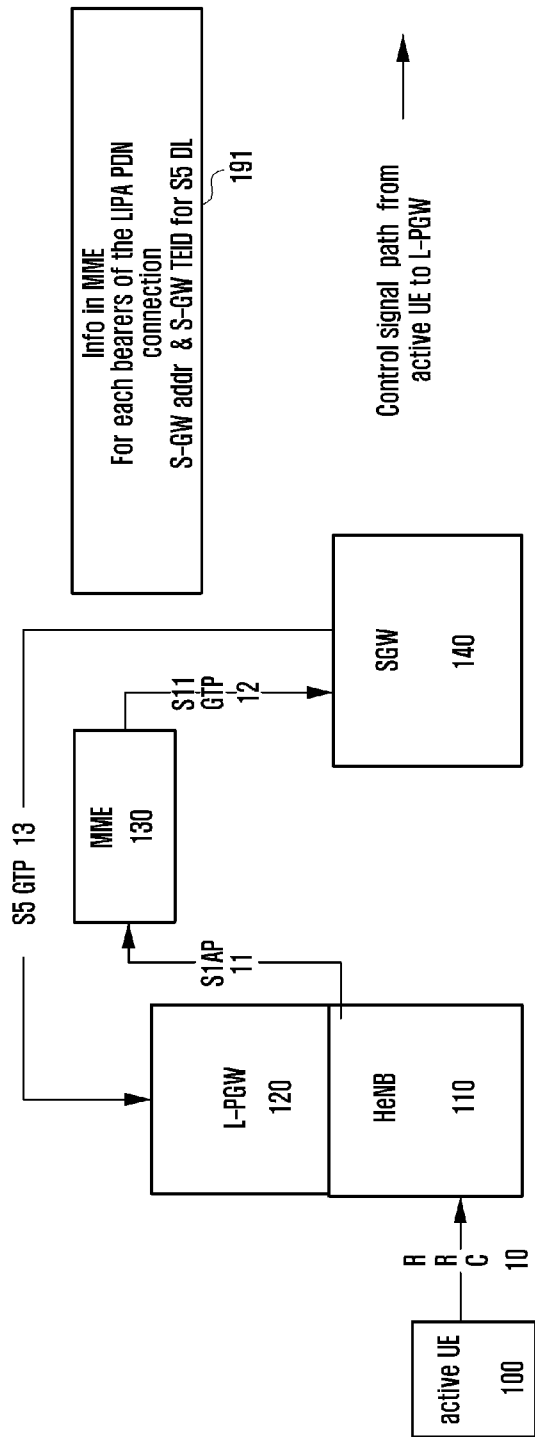 Info in MME
For each bearers of the LIPA PDN
connection
S-GW addr & S-GW TEID for S5 DL
191
Control signal path from
active UE to L-PGW
S5 GTP 13
MME
130
S11
GTP
12
S1AP
11
L-PGW
120
HeNB
110
SGW
140
R
R
C
10
active UE
100